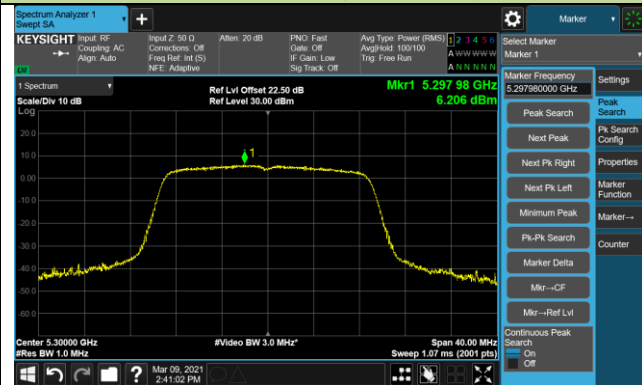 Spectrum Analyzer 1
Swept SA
Marker
KEYSIGHT
Input: RF
Coupling: AC
Align: Auto
Input Z: 50 Ω
Corrections: Off
Freq Ref: Int (S)
NFE: Adaptive
Atten: 20 dB
PNO: Fast
Gate: Off
IF Gain: Low
Sig Track: Off
Avg Type: Power (RMS)
Avg|Hold: 100/100
Trig: Free Run
1 2 3 4 5 6
A W W W W W
A N N N N N
LNI
Select Marker
Marker 1
1 Spectrum
Scale/Div 10 dB
Log
Ref Lvl Offset 22.50 dB
Ref Level 30.00 dBm
Mkr1 5.297 98 GHz
6.206 dBm
20.0
10.0
0.00
-10.0
-20.0
-30.0
-40.0
-50.0
-60.0
1
Center 5.30000 GHz
#Res BW 1.0 MHz
#Video BW 3.0 MHz*
Span 40.00 MHz
Sweep 1.07 ms (2001 pts)
Marker Frequency
5.297980000 GHz
Peak Search
Next Peak
Next Pk Right
Next Pk Left
Minimum Peak
Pk-Pk Search
Marker Delta
Mkr→CF
Mkr→Ref Lvl
Continuous Peak
Search
On
Off
Settings
Peak
Search
Pk Search
Config
Properties
Marker
Function
Marker→
Counter
Mar 09, 2021
2:41:02 PM